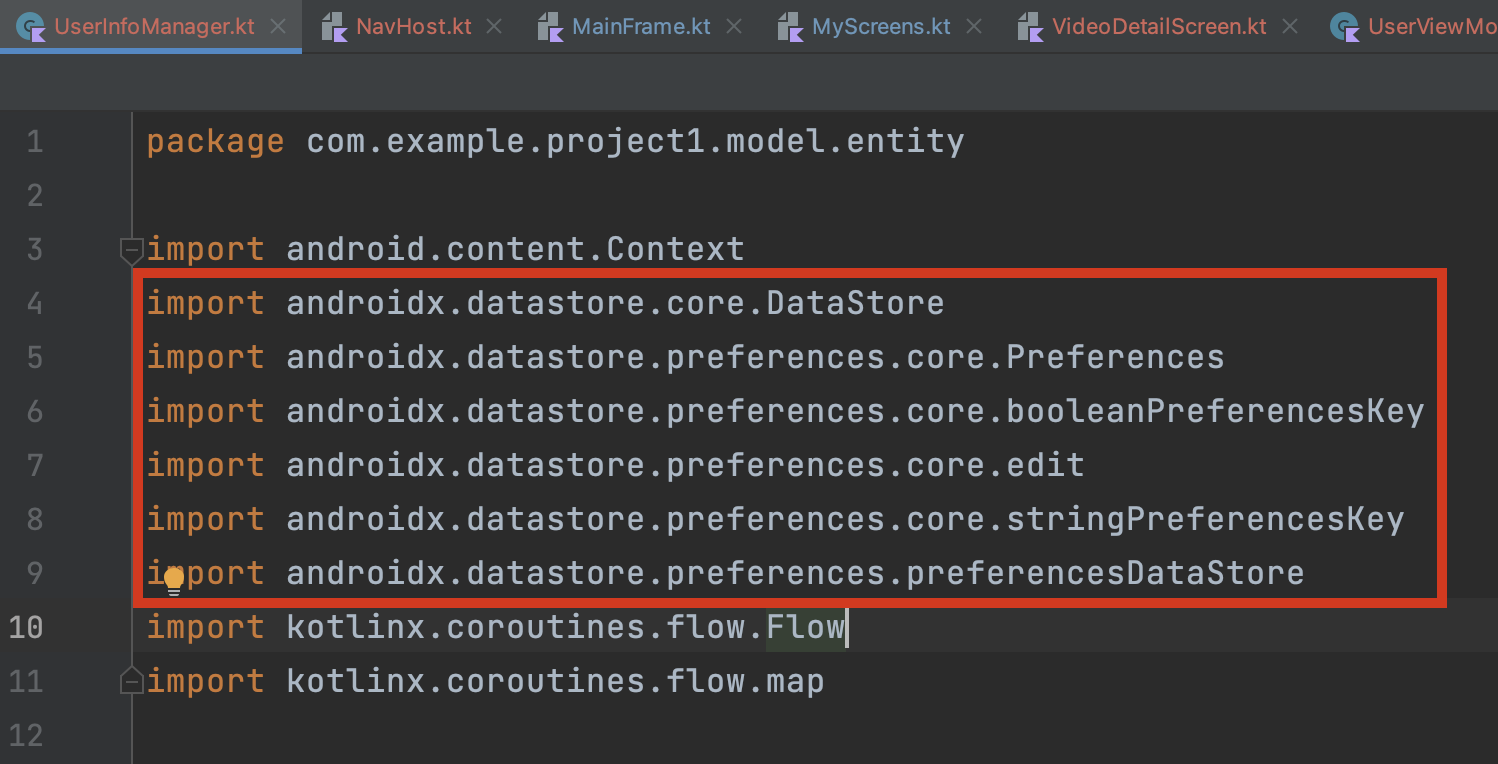 UserInfoManager.kt NavHost.kt MainFrame.kt MyScreens.kt VideoDetailScreen.kt UserViewMo
1 package com.example.project1.model.entity
2
3 import android.content.Context
4 import androidx.datastore.core.DataStore
5 import androidx.datastore.preferences.core.Preferences
6 import androidx.datastore.preferences.core.booleanPreferencesKey
7 import androidx.datastore.preferences.core.edit
8 import androidx.datastore.preferences.core.stringPreferencesKey
9 import androidx.datastore.preferences.preferencesDataStore
10 import kotlinx.coroutines.flow.Flow
11 import kotlinx.coroutines.flow.map
12